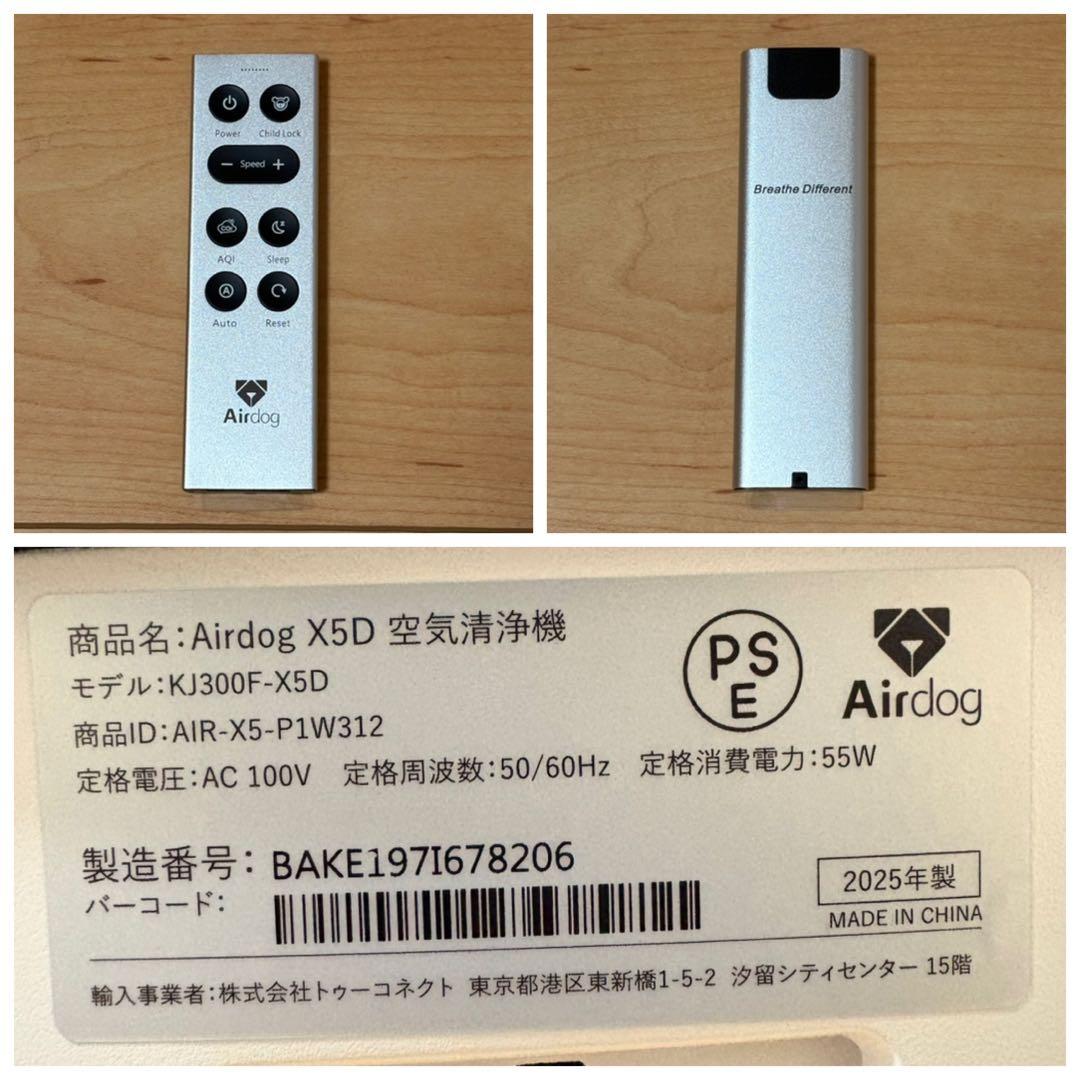 Power Child Lock
− Speed +
CO₂
AQI Sleep
A
Auto Reset
Airdog
Breathe Different
商品名:Airdog X5D 空気清浄機
モデル:KJ300F-X5D
商品ID:AIR-X5-P1W312
定格電圧:AC 100V 定格周波数:50/60Hz 定格消費電力:55W
PSE
Airdog
製造番号:BAKE197I678206
バーコード:
2025年製
MADE IN CHINA
輸入事業者:株式会社トゥーコネクト 東京都港区東新橋1-5-2 汐留シティセンター 15階